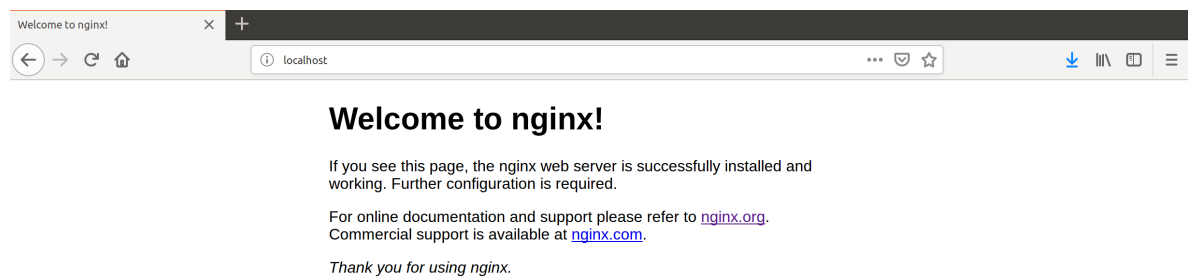 Welcome to nginx!
localhost
Welcome to nginx!
If you see this page, the nginx web server is successfully installed and
working. Further configuration is required.
For online documentation and support please refer to nginx.org.
Commercial support is available at nginx.com.
Thank you for using nginx.